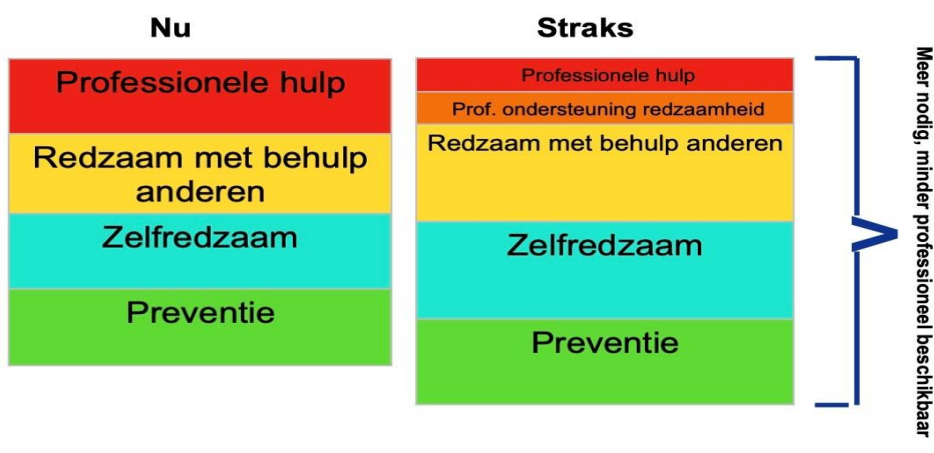 Nu
Professionele hulp
Redzaam met behulp
anderen
Zelfredzaam
Preventie
Straks
Professionele hulp
Prof. ondersteuning redzaamheid
Redzaam met behulp anderen
Zelfredzaam
Preventie
Meer nodig, minder professioneel beschikbaar